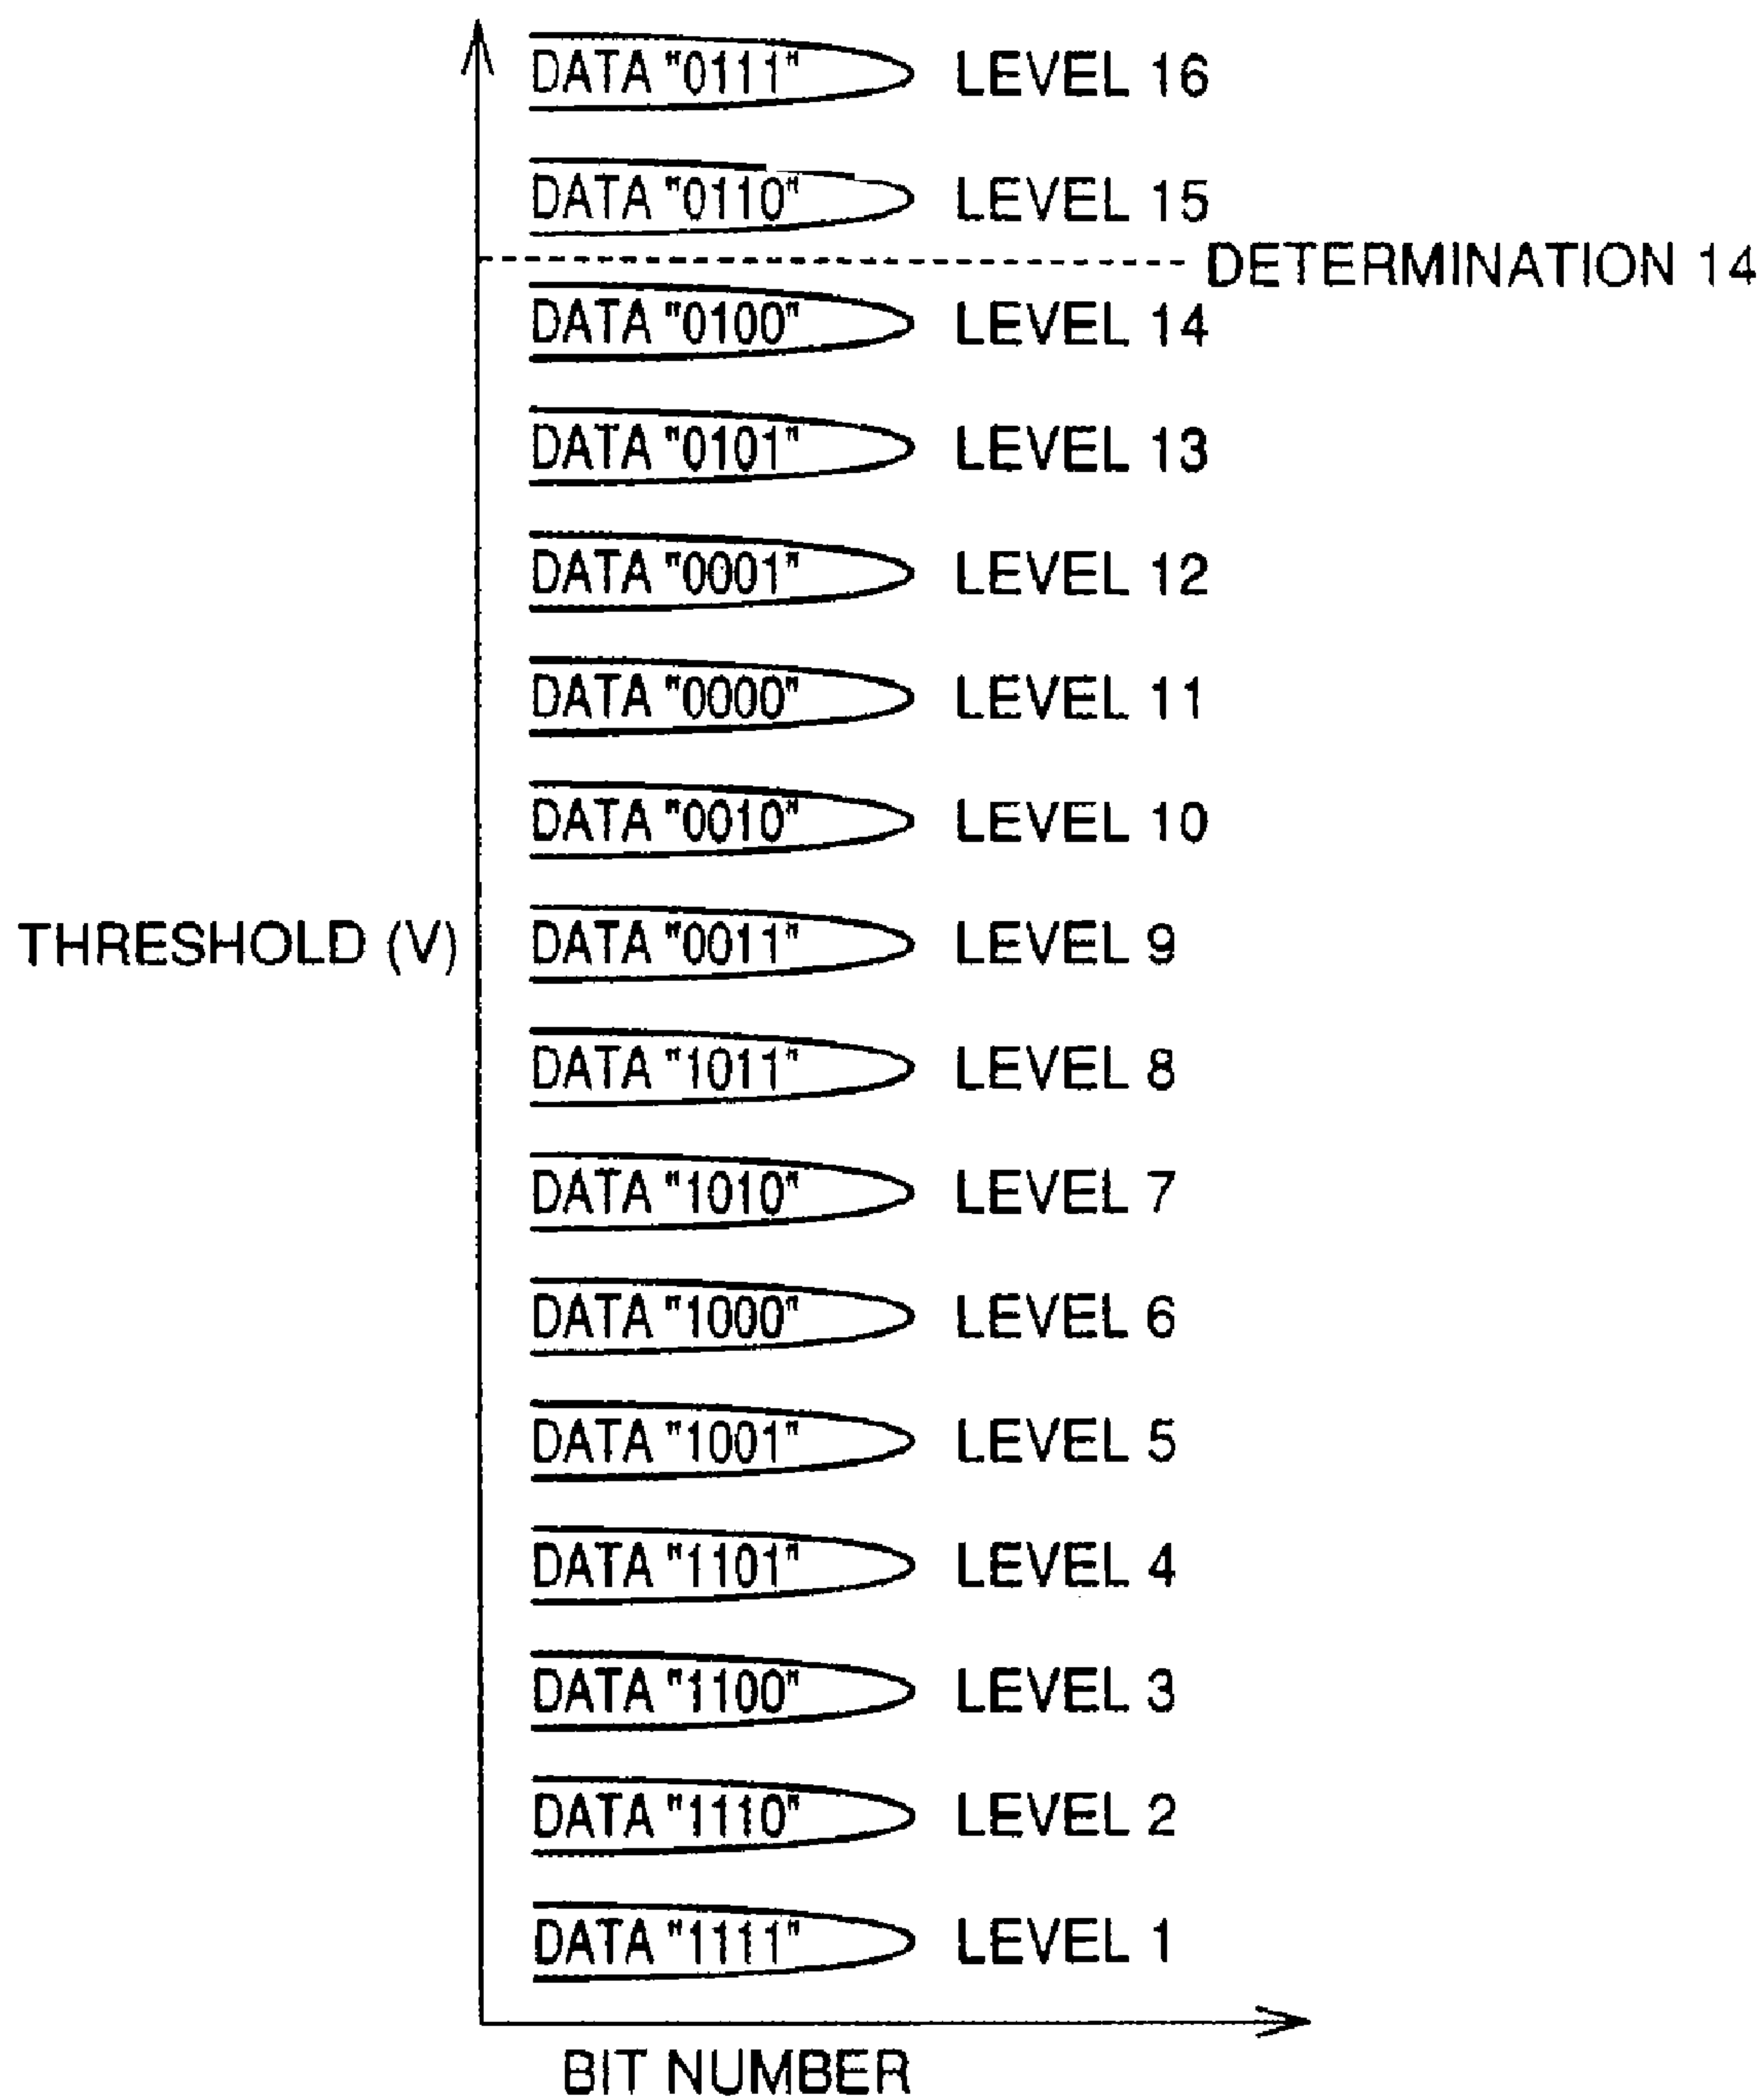 DATA "0111" LEVEL 16
DATA "0110" LEVEL 15
DETERMINATION 14
DATA "0100" LEVEL 14
DATA "0101" LEVEL 13
DATA "0001" LEVEL 12
DATA "0000" LEVEL 11
DATA "0010" LEVEL 10
THRESHOLD (V) DATA "0011" LEVEL 9
DATA "1011" LEVEL 8
DATA "1010" LEVEL 7
DATA "1000" LEVEL 6
DATA "1001" LEVEL 5
DATA "1101" LEVEL 4
DATA "1100" LEVEL 3
DATA "1110" LEVEL 2
DATA "1111" LEVEL 1
BIT NUMBER